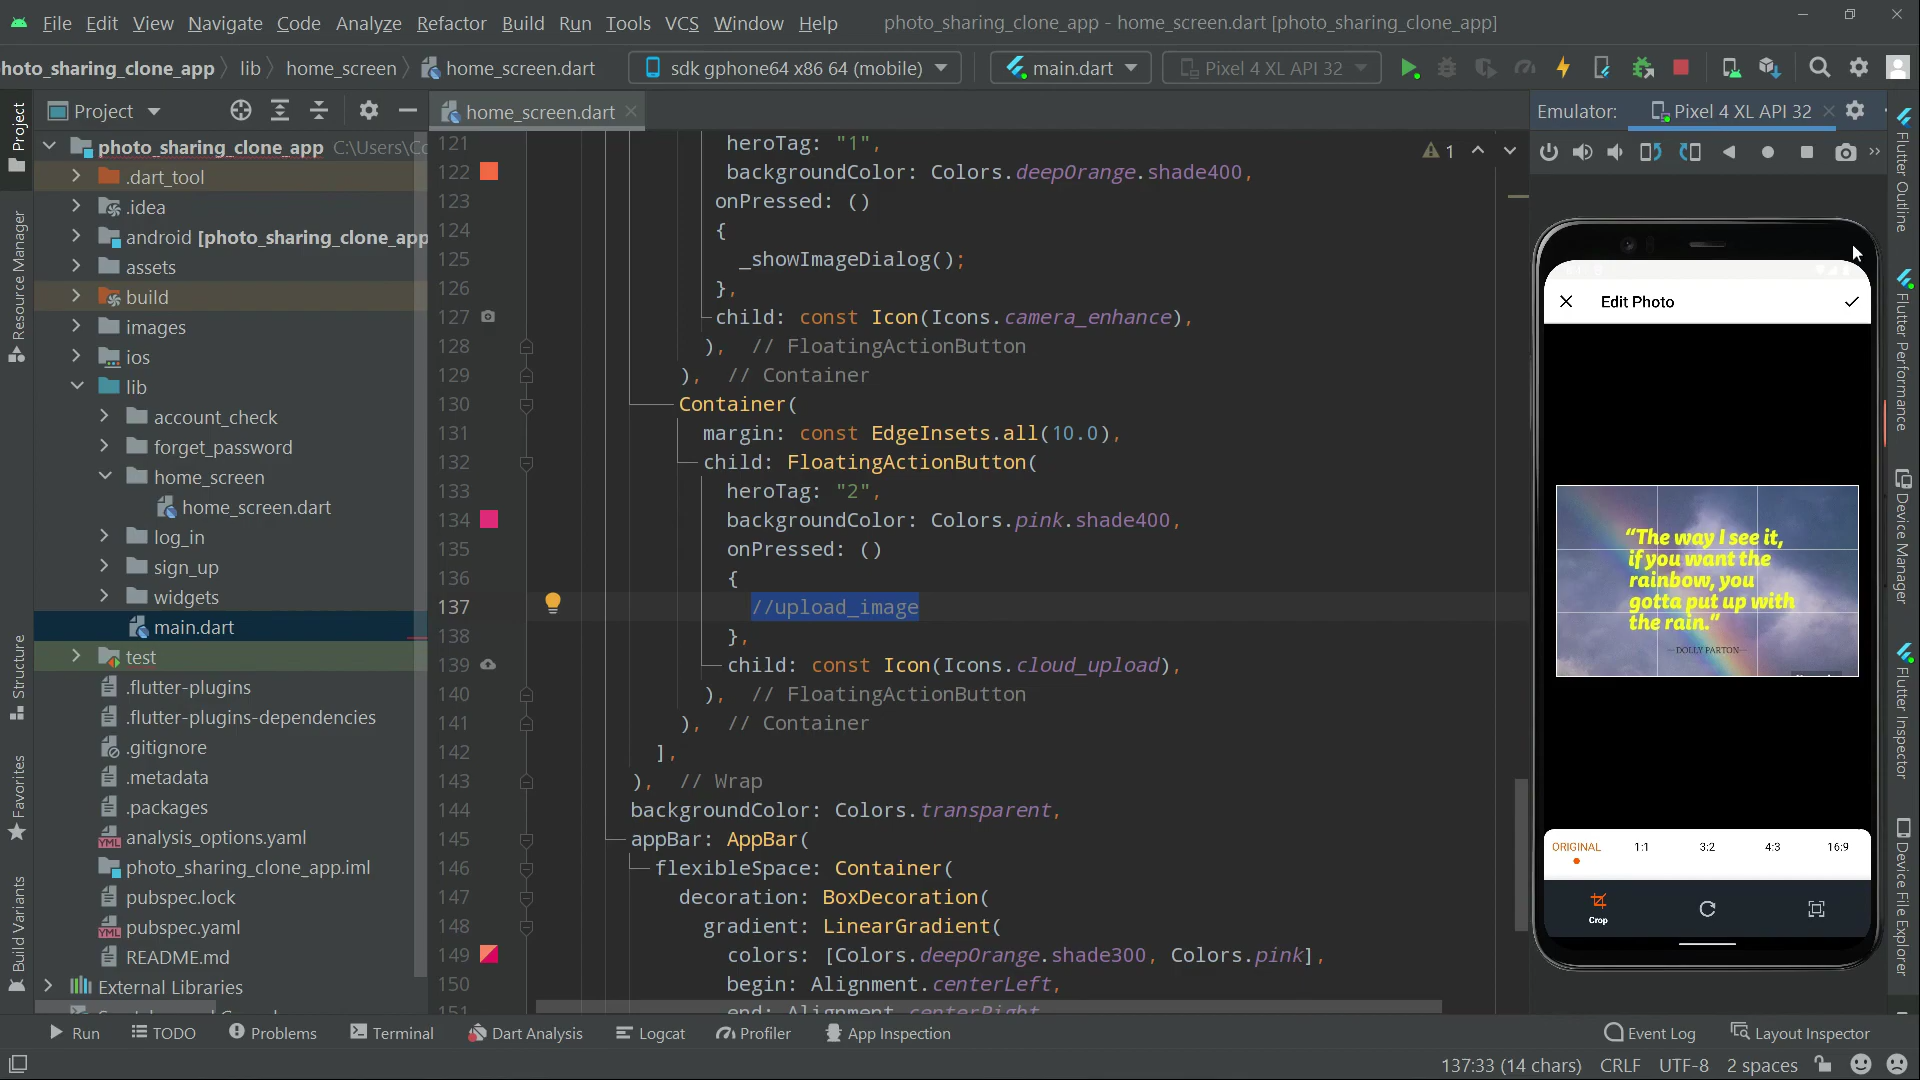 File Edit View Navigate Code Analyze Refactor Build Run Tools VCS Window Help photo_sharing_clone_app - home_screen.dart [photo_sharing_clone_app]
hoto_sharing_clone_app lib home_screen home_screen.dart sdk gphone64 x86 64 (mobile) main.dart Pixel 4 XL API 32
Project
home_screen.dart
Emulator: Pixel 4 XL API 32
photo_sharing_clone_app C:\Users\Co
.dart_tool
.idea
android [photo_sharing_clone_app
assets
build
images
ios
lib
account_check
forget_password
home_screen
home_screen.dart
log_in
sign_up
widgets
main.dart
test
.flutter-plugins
.flutter-plugins-dependencies
.gitignore
.metadata
.packages
analysis_options.yaml
photo_sharing_clone_app.iml
pubspec.lock
pubspec.yaml
README.md
External Libraries
Project
Resource Manager
Structure
Favorites
Build Variants
121 heroTag: "1",
122 backgroundColor: Colors.deepOrange.shade400,
123 onPressed: ()
124 {
125 _showImageDialog();
126 },
127 child: const Icon(Icons.camera_enhance),
128 ), // FloatingActionButton
129 ), // Container
130 Container(
131 margin: const EdgeInsets.all(10.0),
132 child: FloatingActionButton(
133 heroTag: "2",
134 backgroundColor: Colors.pink.shade400,
135 onPressed: ()
136 {
137 //upload_image
138 },
139 child: const Icon(Icons.cloud_upload),
140 ), // FloatingActionButton
141 ), // Container
142 ],
143 ), // Wrap
144 backgroundColor: Colors.transparent,
145 appBar: AppBar(
146 flexibleSpace: Container(
147 decoration: BoxDecoration(
148 gradient: LinearGradient(
149 colors: [Colors.deepOrange.shade300, Colors.pink],
150 begin: Alignment.centerLeft,
151 end: Alignment.centerRight
1
Edit Photo
“The way I see it,
if you want the
rainbow, you
gotta put up with
the rain.”
—DOLLY PARTON—
ORIGINAL 1:1 3:2 4:3 16:9
Crop
Flutter Outline
Flutter Performance
Device Manager
Flutter Inspector
Device File Explorer
Run TODO Problems Terminal Dart Analysis Logcat Profiler App Inspection Event Log Layout Inspector
137:33 (14 chars) CRLF UTF-8 2 spaces